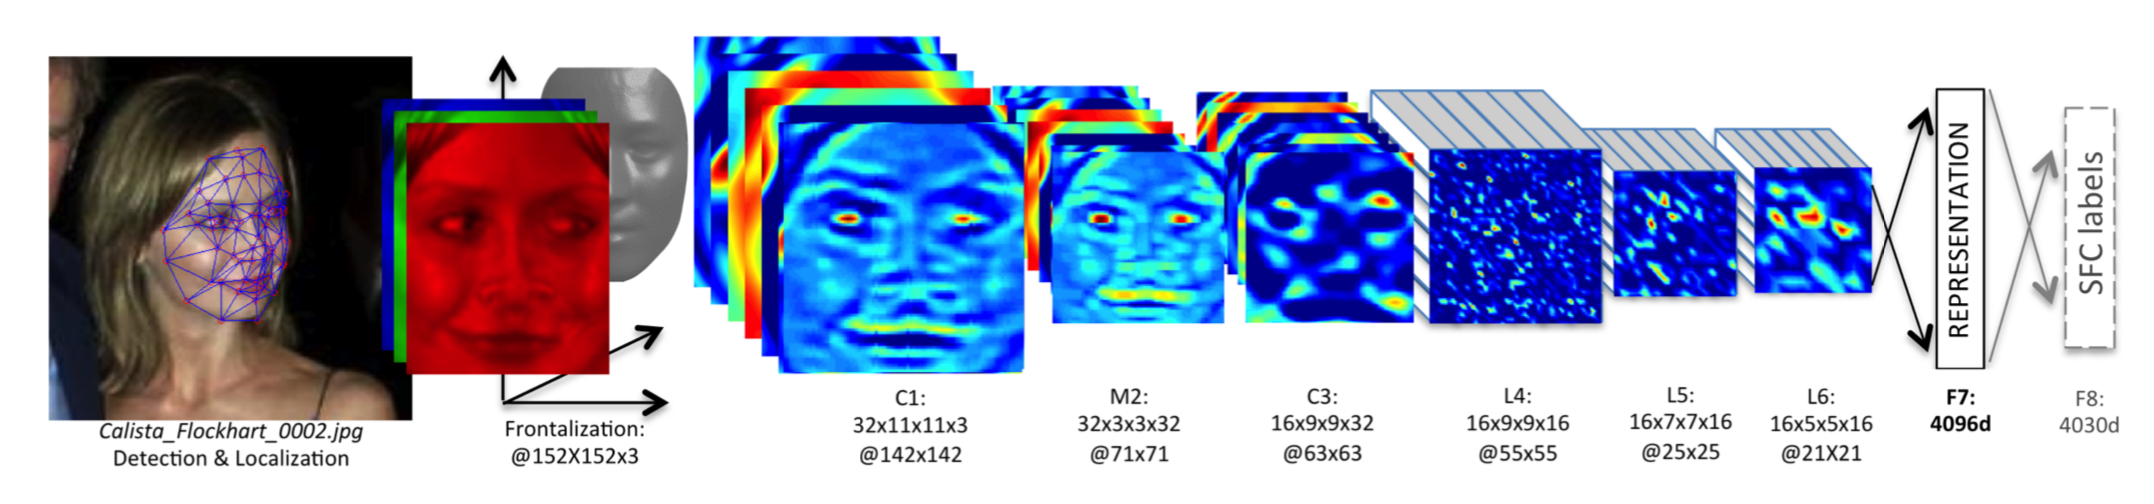 Calista_Flockhart_0002.jpg
Detection & Localization
Frontalization:
@152X152x3
C1:
32x11x11x3
@142x142
M2:
32x3x3x32
@71x71
C3:
16x9x9x32
@63x63
L4:
16x9x9x16
@55x55
L5:
16x7x7x16
@25x25
L6:
16x5x5x16
@21X21
REPRESENTATION
F7:
4096d
SFC labels
F8:
4030d